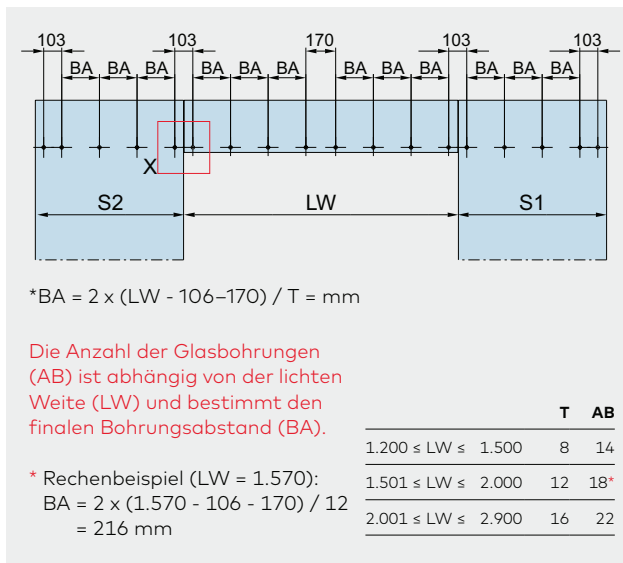 103 103 170 103 103
BA BA BA BA BA BA BA BA BA BA BA BA
X
S2 LW S1
*BA = 2 x (LW - 106–170) / T = mm
Die Anzahl der Glasbohrungen
(AB) ist abhängig von der lichten
Weite (LW) und bestimmt den
finalen Bohrungsabstand (BA).
* Rechenbeispiel (LW = 1.570):
BA = 2 x (1.570 - 106 - 170) / 12
= 216 mm
T AB
1.200 ≤ LW ≤ 1.500 8 14
1.501 ≤ LW ≤ 2.000 12 18*
2.001 ≤ LW ≤ 2.900 16 22